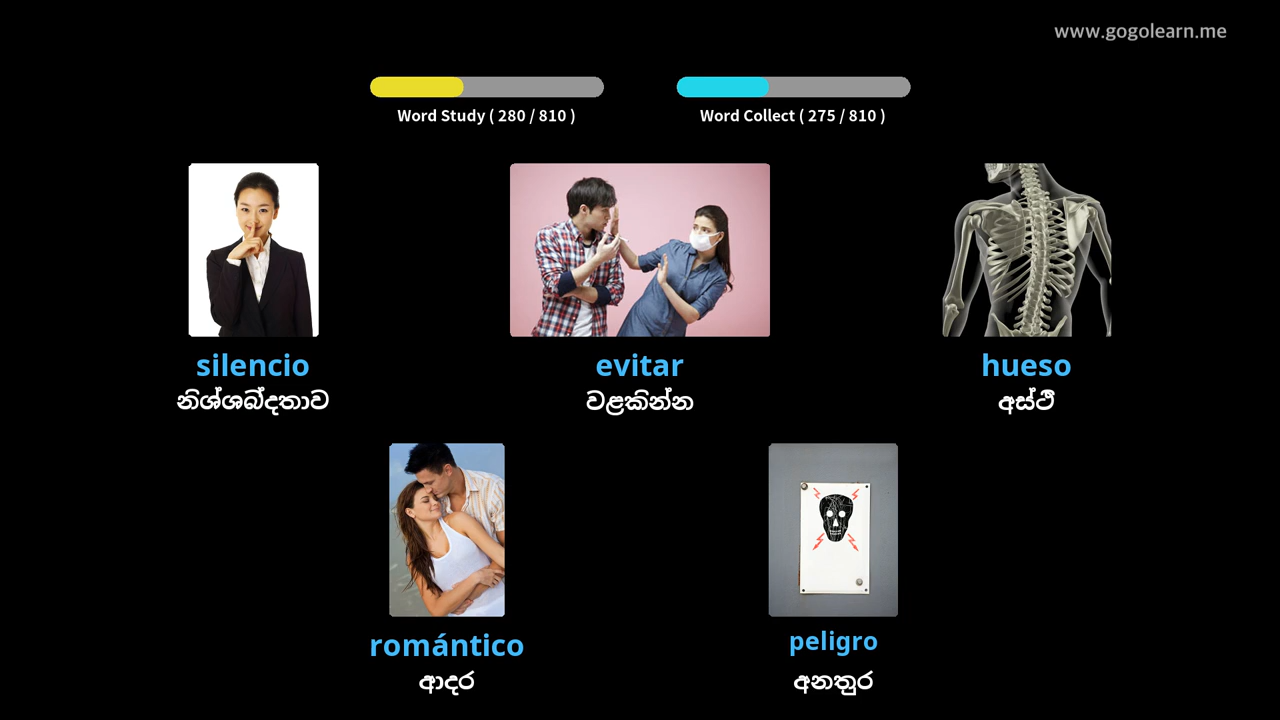 www.gogolearn.me
Word Study ( 280 / 810 )
Word Collect ( 275 / 810 )
silencio
නිශ්ශබ්දතාව
evitar
වළකින්න
hueso
අස්ථි
romántico
ආදර
peligro
අනතුර